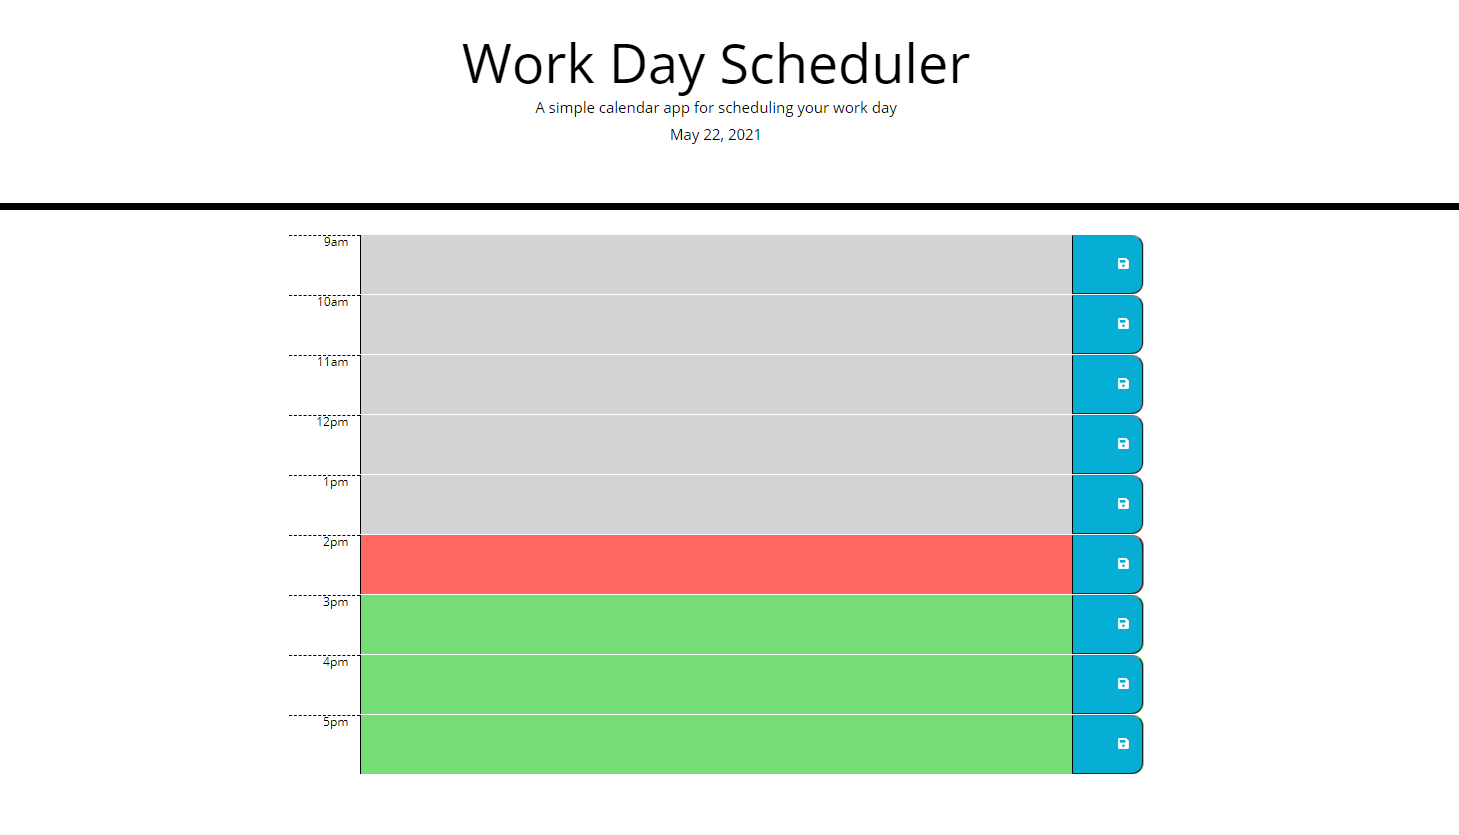 Work Day Scheduler
A simple calendar app for scheduling your work day
May 22, 2021
9am
10am
11am
12pm
1pm
2pm
3pm
4pm
5pm